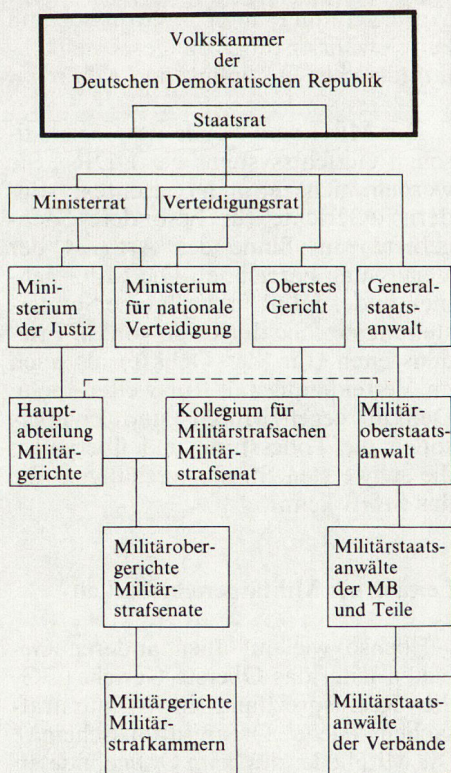 Volkskammer
der
Deutschen Demokratischen Republik
Staatsrat
Ministerrat
Verteidigungsrat
Mini-
sterium
der Justiz
Ministerium
für nationale
Verteidigung
Oberstes
Gericht
General-
staats-
anwalt
Haupt-
abteilung
Militär-
gerichte
Kollegium für
Militärstrafsachen
Militär-
strafsenat
Militär-
oberstaats-
anwalt
Militärober-
gerichte
Militär-
strafsenate
Militärstaats-
anwälte
der MB
und Teile
Militärgerichte
Militär-
strafkammern
Militärstaats-
anwälte
der Verbände